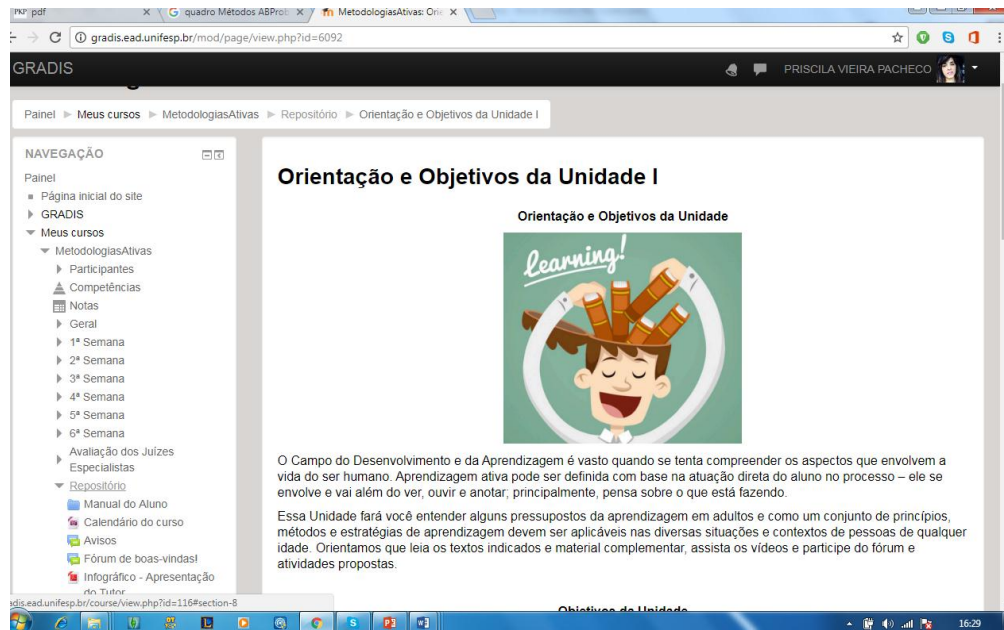 pdf
quadro Métodos ABProb
MetodologiasAtivas: Orie
gradis.ead.unifesp.br/mod/page/view.php?id=6092
GRADIS
PRISCILA VIEIRA PACHECO
Painel ▶ Meus cursos ▶ MetodologiasAtivas ▶ Repositório ▶ Orientação e Objetivos da Unidade I
NAVEGAÇÃO
Painel
Página inicial do site
GRADIS
Meus cursos
MetodologiasAtivas
Participantes
Competências
Notas
Geral
1ª Semana
2ª Semana
3ª Semana
4ª Semana
5ª Semana
6ª Semana
Avaliação dos Juízes
Especialistas
Repositório
Manual do Aluno
Calendário do curso
Avisos
Fórum de boas-vindas!
Infográfico - Apresentação
do Tutor
adis.ead.unifesp.br/course/view.php?id=116#section-8
Orientação e Objetivos da Unidade I
Orientação e Objetivos da Unidade
Learning!
O Campo do Desenvolvimento e da Aprendizagem é vasto quando se tenta compreender os aspectos que envolvem a
vida do ser humano. Aprendizagem ativa pode ser definida com base na atuação direta do aluno no processo – ele se
envolve e vai além do ver, ouvir e anotar; principalmente, pensa sobre o que está fazendo.
Essa Unidade fará você entender alguns pressupostos da aprendizagem em adultos e como um conjunto de princípios,
métodos e estratégias de aprendizagem devem ser aplicáveis nas diversas situações e contextos de pessoas de qualquer
idade. Orientamos que leia os textos indicados e material complementar, assista os vídeos e participe do fórum e
atividades propostas.
Objetivos da Unidade
16:29